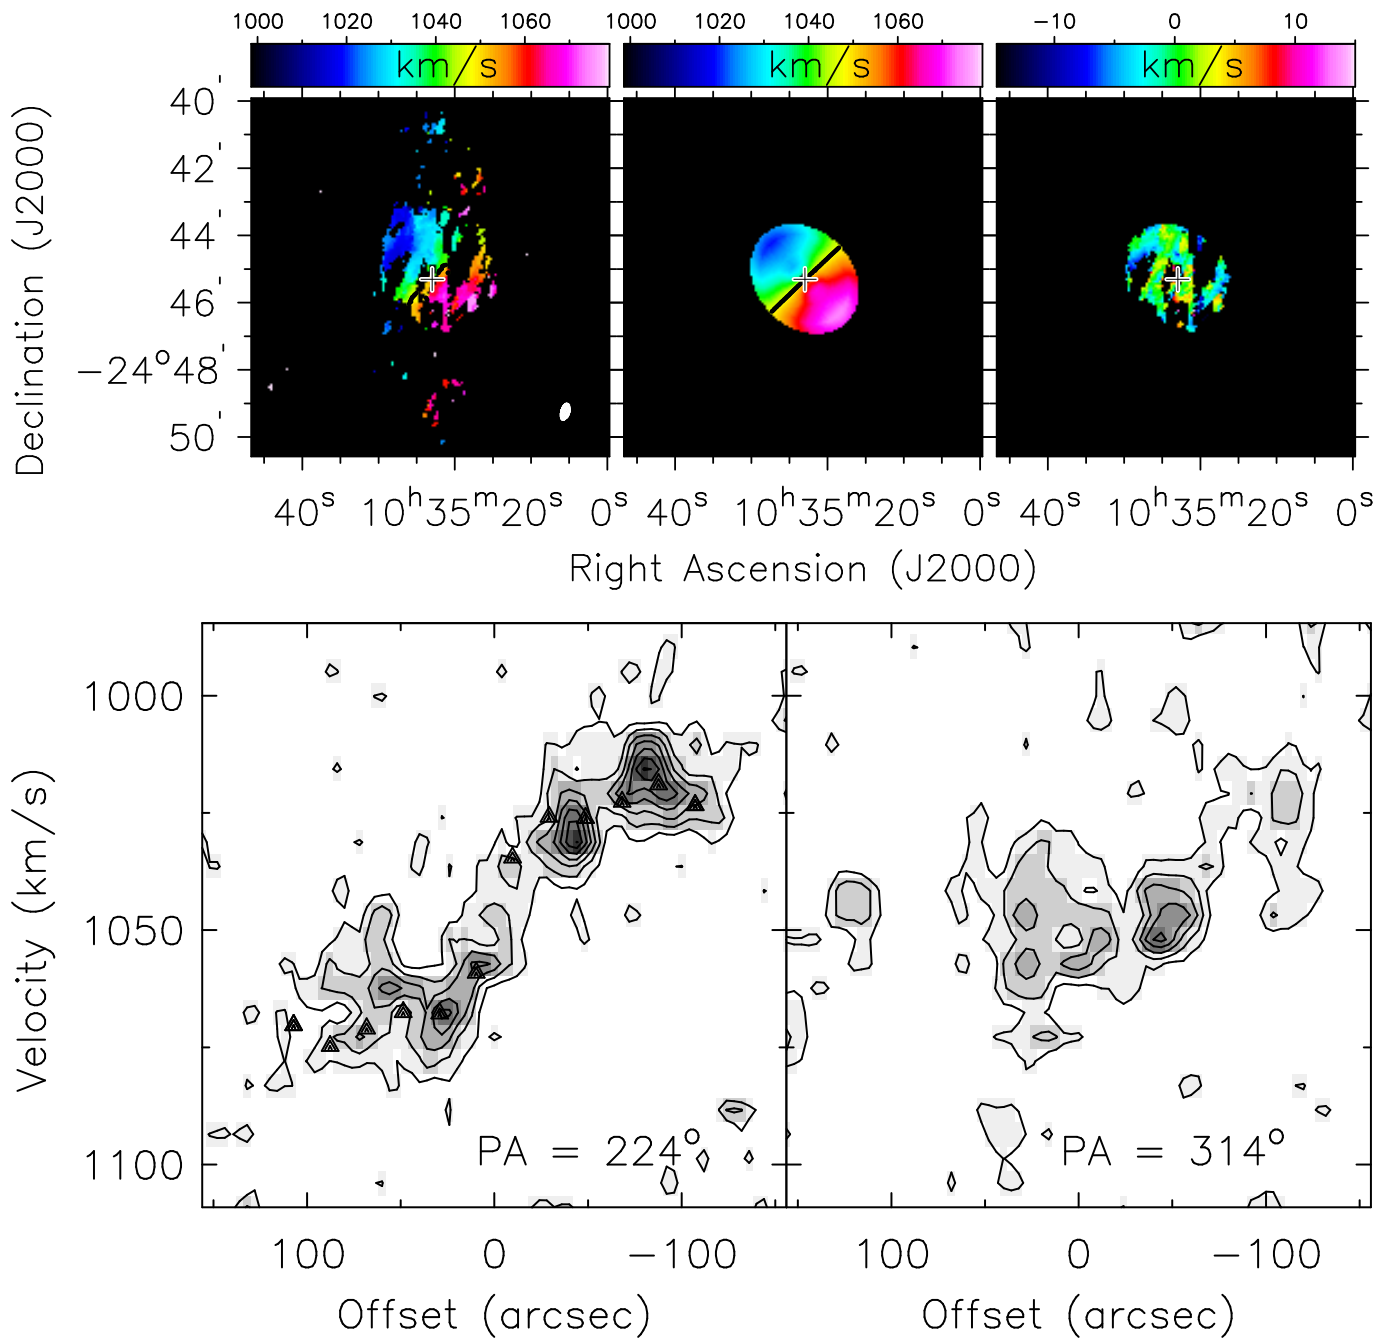 1000 1020 1040 1060 1000 1020 1040 1060 −10 0 10
km/s km/s km/s
40′
42′
44′
46′
−24°48′
50′
Declination (J2000)
40s 10h35m20s 0s 40s 10h35m20s 0s 40s 10h35m20s 0s
Right Ascension (J2000)
1000
1050
1100
Velocity (km/s)
PA = 224° PA = 314°
100 0 −100 100 0 −100
Offset (arcsec) Offset (arcsec)